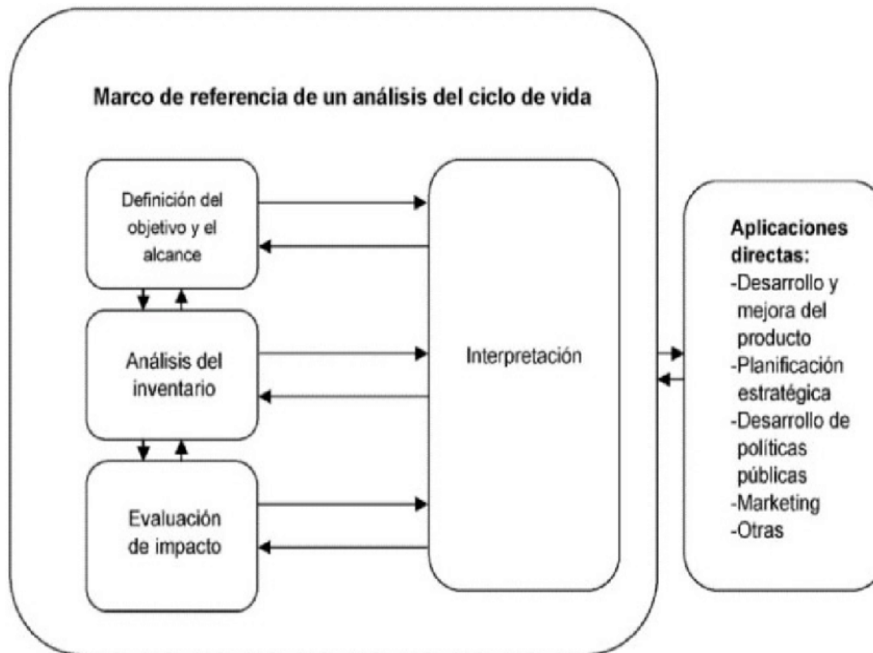 Marco de referencia de un análisis del ciclo de vida
Definición del
objetivo y el
alcance
Análisis del
inventario
Evaluación
de impacto
Interpretación
Aplicaciones
directas:
-Desarrollo y
mejora del
producto
-Planificación
estratégica
-Desarrollo de
políticas
públicas
-Marketing
-Otras